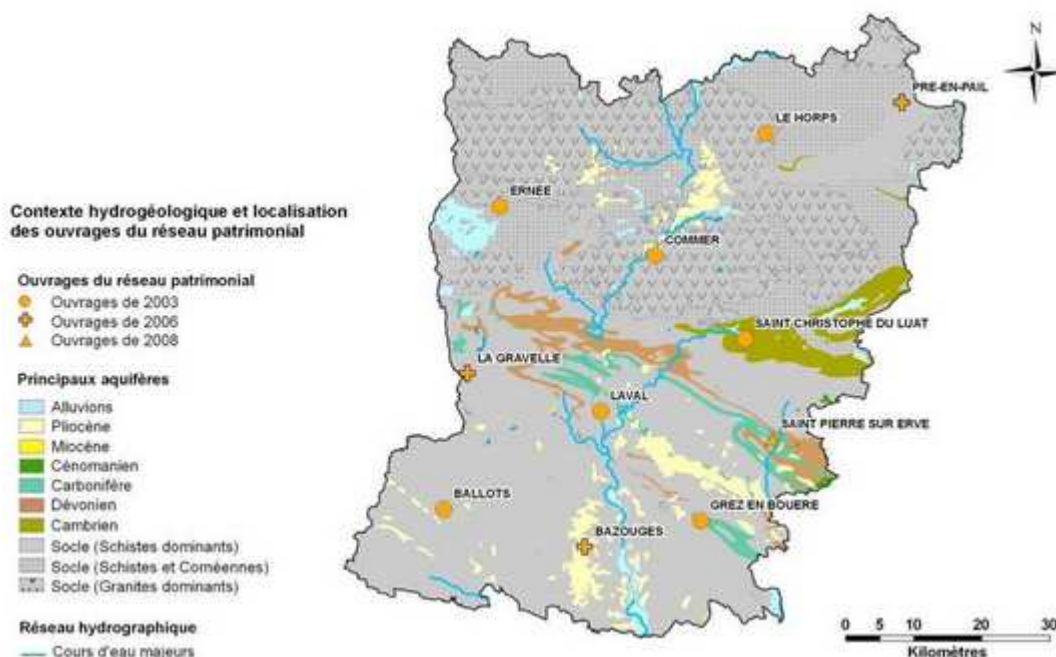 Contexte hydrogéologique et localisation
des ouvrages du réseau patrimonial
Ouvrages du réseau patrimonial
Ouvrages de 2003
Ouvrages de 2006
Ouvrages de 2008
Principaux aquifères
Alluvions
Pliocène
Miocène
Cénomanien
Carbonifère
Dévonien
Cambrien
Socle (Schistes dominants)
Socle (Schistes et Cornéennes)
Socle (Granites dominants)
Réseau hydrographique
Cours d'eau majeurs
N
PRE-EN-PAIL
LE HORPS
ERNEE
COMMER
SAINT CHRISTOPHE DU LUAT
LA GRAVELLE
LAVAL
SAINT PIERRE SUR ERVE
BALLOTS
GREZ EN BOUERE
BAZOUGES
0 5 10 20 30
Kilomètres